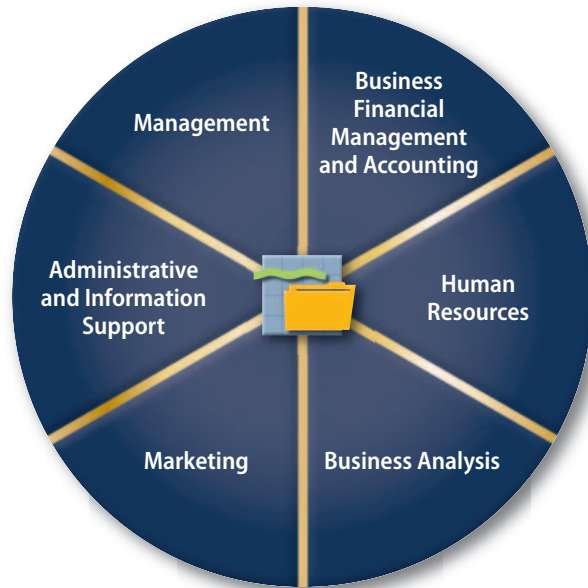 Management
Business
Financial
Management
and Accounting
Administrative
and Information
Support
Human
Resources
Marketing
Business Analysis